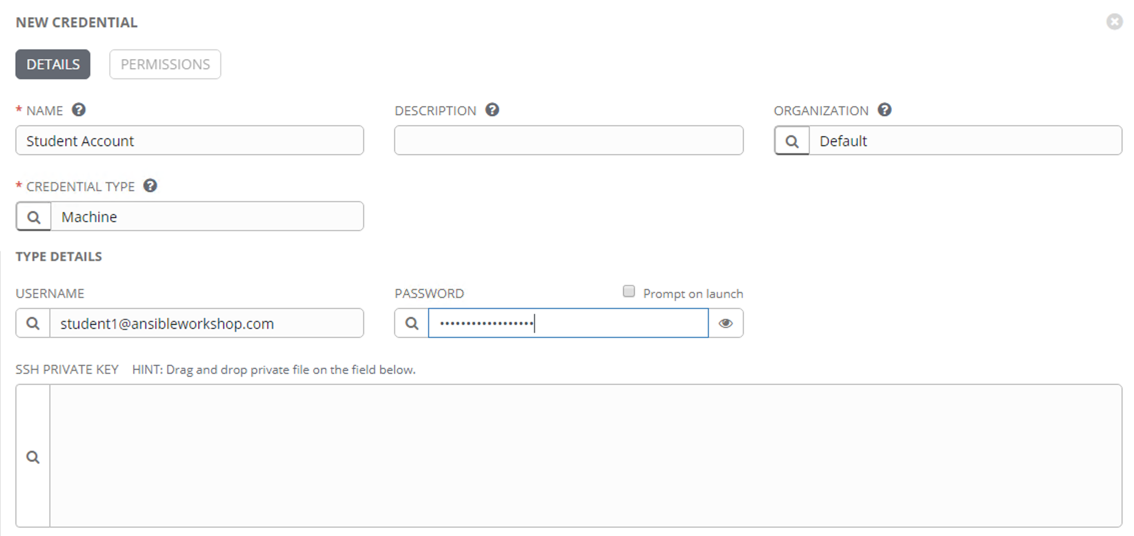 NEW CREDENTIAL
DETAILS PERMISSIONS
* NAME ? DESCRIPTION ? ORGANIZATION ?
Student Account Default
* CREDENTIAL TYPE ?
Machine
TYPE DETAILS
USERNAME PASSWORD Prompt on launch
student1@ansibleworkshop.com ••••••••••••••••••
SSH PRIVATE KEY HINT: Drag and drop private file on the field below.